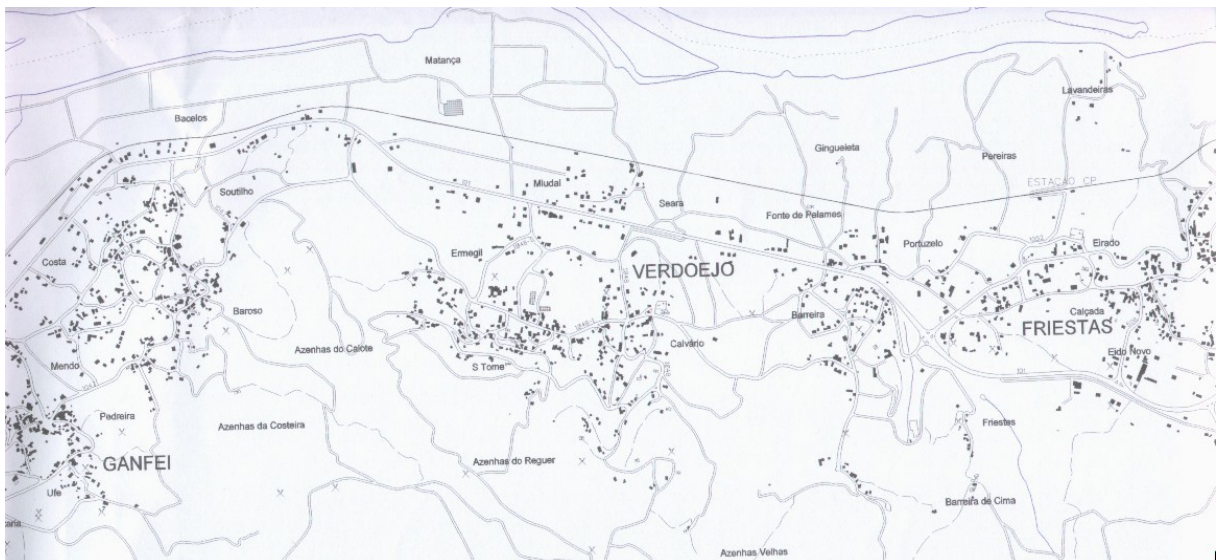 Matança
Lavandeiras
Bacelos
Gingueleta
Pereiras
ESTAÇÃO CP
Soutilho
Miudal
Seara
Fonte de Pelames
Portuzelo
Eirado
Costa
Ermegil
VERDOEJO
Baroso
Barreira
Calçada
FRIESTAS
Azenhas do Calote
Calvário
Eido Novo
Mendo
S Tome
Pedreira
Azenhas da Costeira
Friestas
GANFEI
Azenhas do Reguer
Ufe
Barreira de Cima
Azenhas Velhas